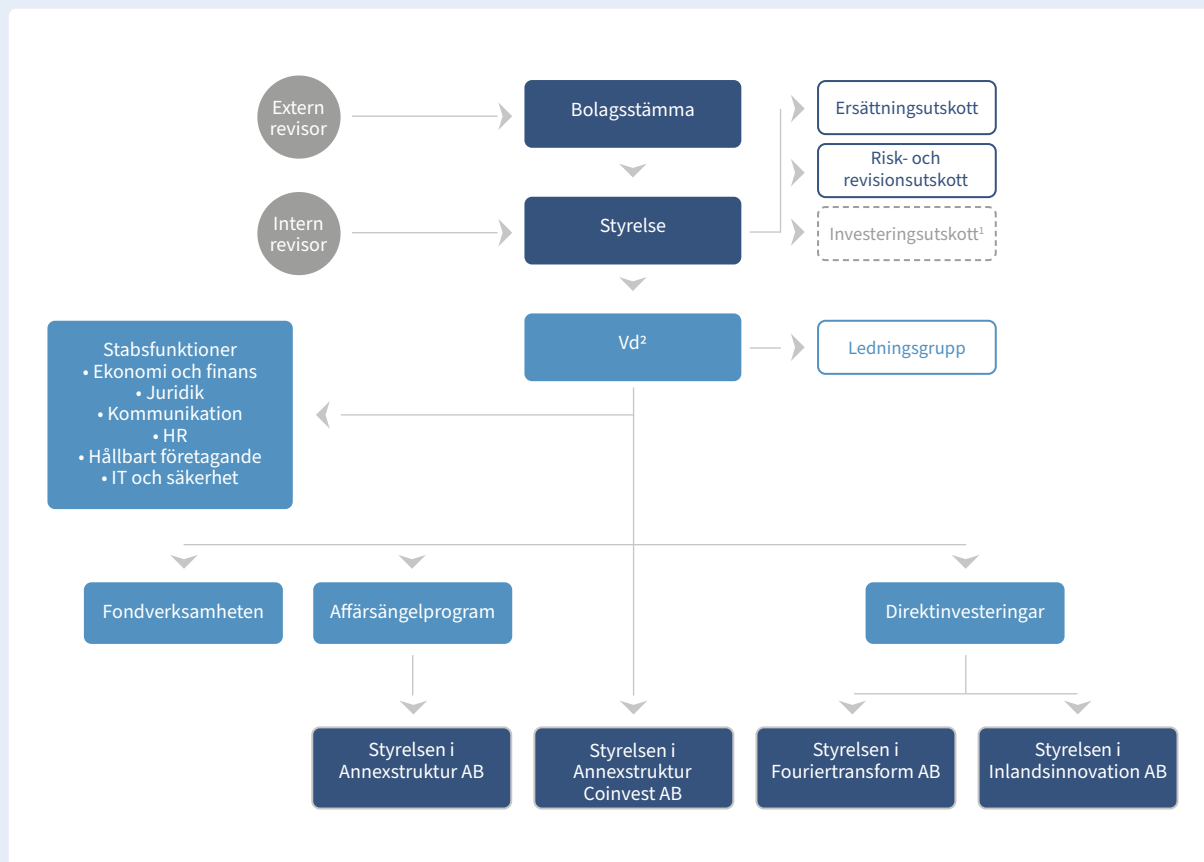 Extern
revisor
Bolagsstämma
Ersättningsutskott
Risk- och
revisionsutskott
Intern
revisor
Styrelse
Investeringsutskott¹
Vd²
Ledningsgrupp
Stabsfunktioner
• Ekonomi och finans
• Juridik
• Kommunikation
• HR
• Hållbart företagande
• IT och säkerhet
Fondverksamheten
Affärsängelprogram
Direktinvesteringar
Styrelsen i
Annexstruktur AB
Styrelsen i
Annexstruktur
Coinvest AB
Styrelsen i
Fouriertransform AB
Styrelsen i
Inlandsinnovation AB